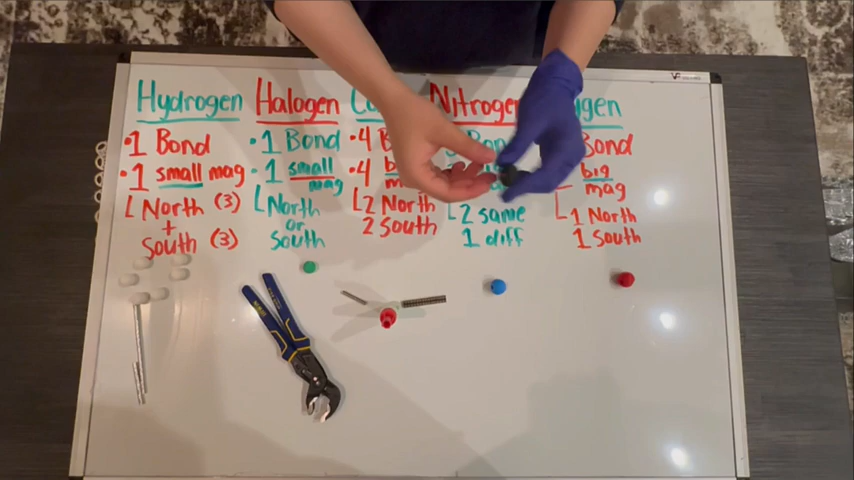 Hydrogen
• 1 Bond
• 1 small mag
North (3)
+
South (3)
Halogen
• 1 Bond
• 1 small
mag
North
or
South
• 4
• 4
2 North
2 South
Nitrogen
2 same
1 diff
Bond
big
mag
1 North
1 South